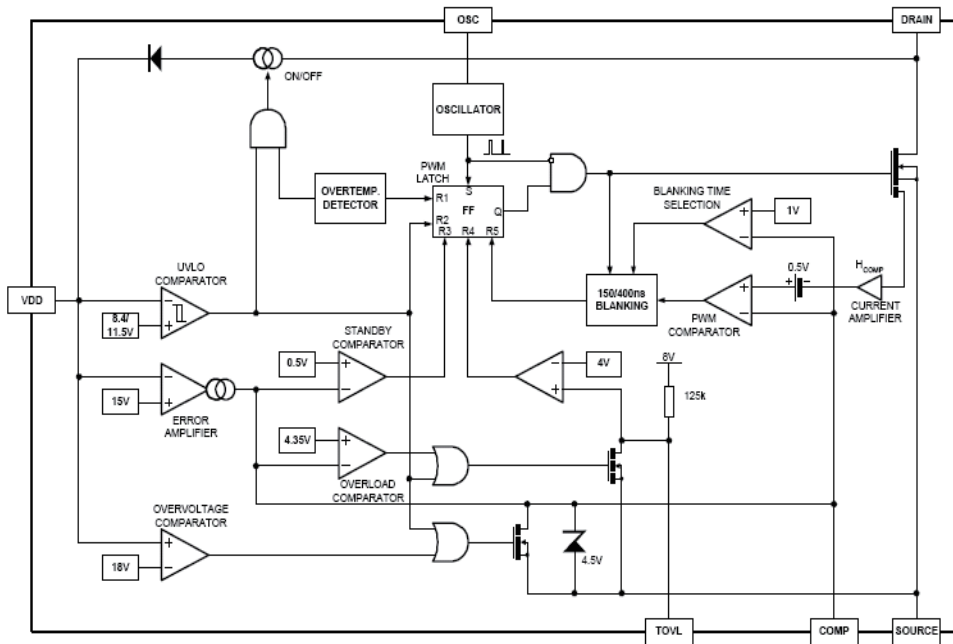 OSC
DRAIN
ON/OFF
OSCILLATOR
PWM
LATCH
BLANKING TIME
SELECTION
OVERTEMP.
DETECTOR
R1
S
R2
FF
Q
R3
R4
R5
1V
UVLO
COMPARATOR
0.5V
HCOMP
VDD
150/400ns
BLANKING
CURRENT
AMPLIFIER
8.4/
11.5V
PWM
COMPARATOR
STANDBY
COMPARATOR
0.5V
4V
8V
15V
125k
ERROR
AMPLIFIER
4.35V
OVERLOAD
COMPARATOR
OVERVOLTAGE
COMPARATOR
4.5V
18V
TOVL
COMP
SOURCE